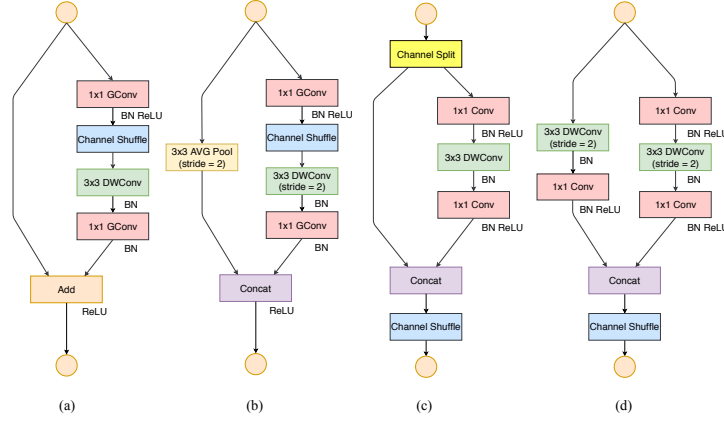 1x1 GConv
BN ReLU
Channel Shuffle
3x3 DWConv
BN
1x1 GConv
BN
Add
ReLU
(a)
3x3 AVG Pool
(stride = 2)
1x1 GConv
BN ReLU
Channel Shuffle
3x3 DWConv
(stride = 2)
BN
1x1 GConv
BN
Concat
ReLU
(b)
Channel Split
1x1 Conv
BN ReLU
3x3 DWConv
BN
1x1 Conv
BN ReLU
Concat
Channel Shuffle
(c)
3x3 DWConv
(stride = 2)
BN
1x1 Conv
BN ReLU
1x1 Conv
BN ReLU
3x3 DWConv
(stride = 2)
BN
1x1 Conv
BN ReLU
Concat
Channel Shuffle
(d)